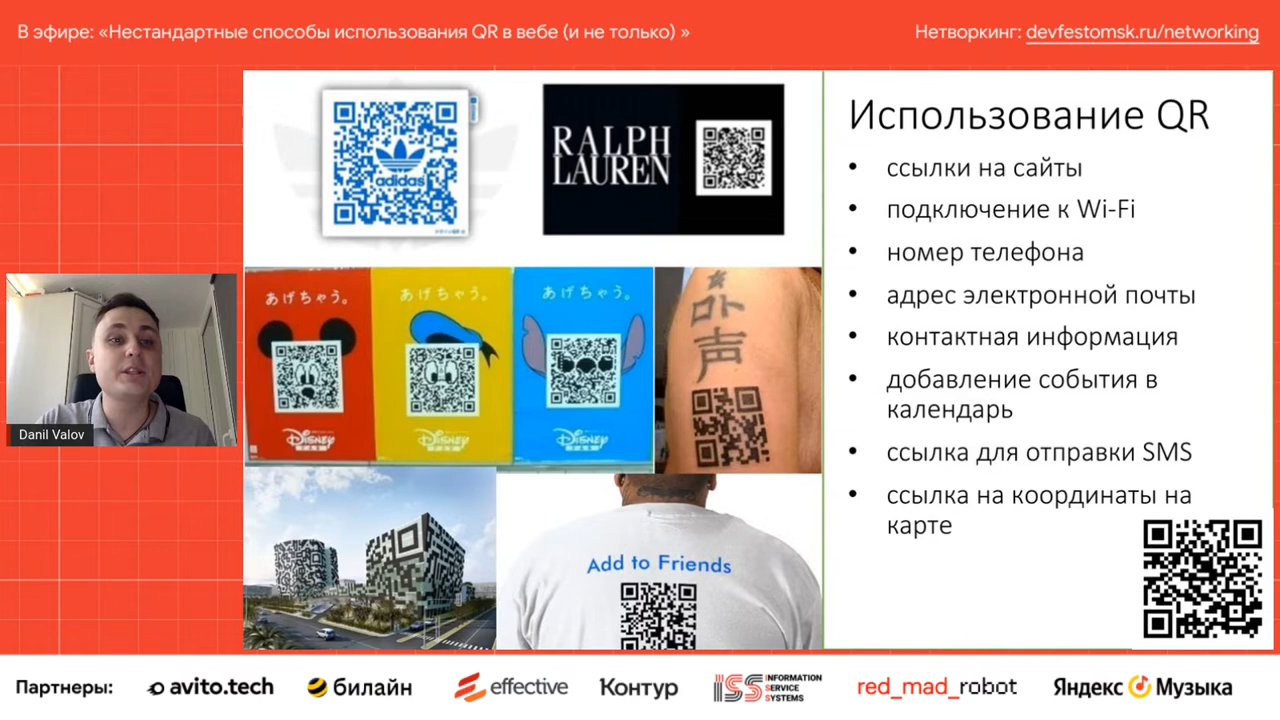 В эфире: «Нестандартные способы использования QR в вебе (и не только) »
Нетворкинг: devfestomsk.ru/networking
adidas
RALPH
LAUREN
Использование QR
• ссылки на сайты
• подключение к Wi-Fi
• номер телефона
• адрес электронной почты
• контактная информация
• добавление события в
календарь
• ссылка для отправки SMS
• ссылка на координаты на
карте
あげちゃう。
あげちゃう。
あげちゃう。
Disney
Disney
Disney
声
Add to Friends
Danil Valov
Партнеры:
avito.tech
билайн
effective
Контур
ISS INFORMATION
SERVICE
SYSTEMS
red_mad_robot
Яндекс Музыка